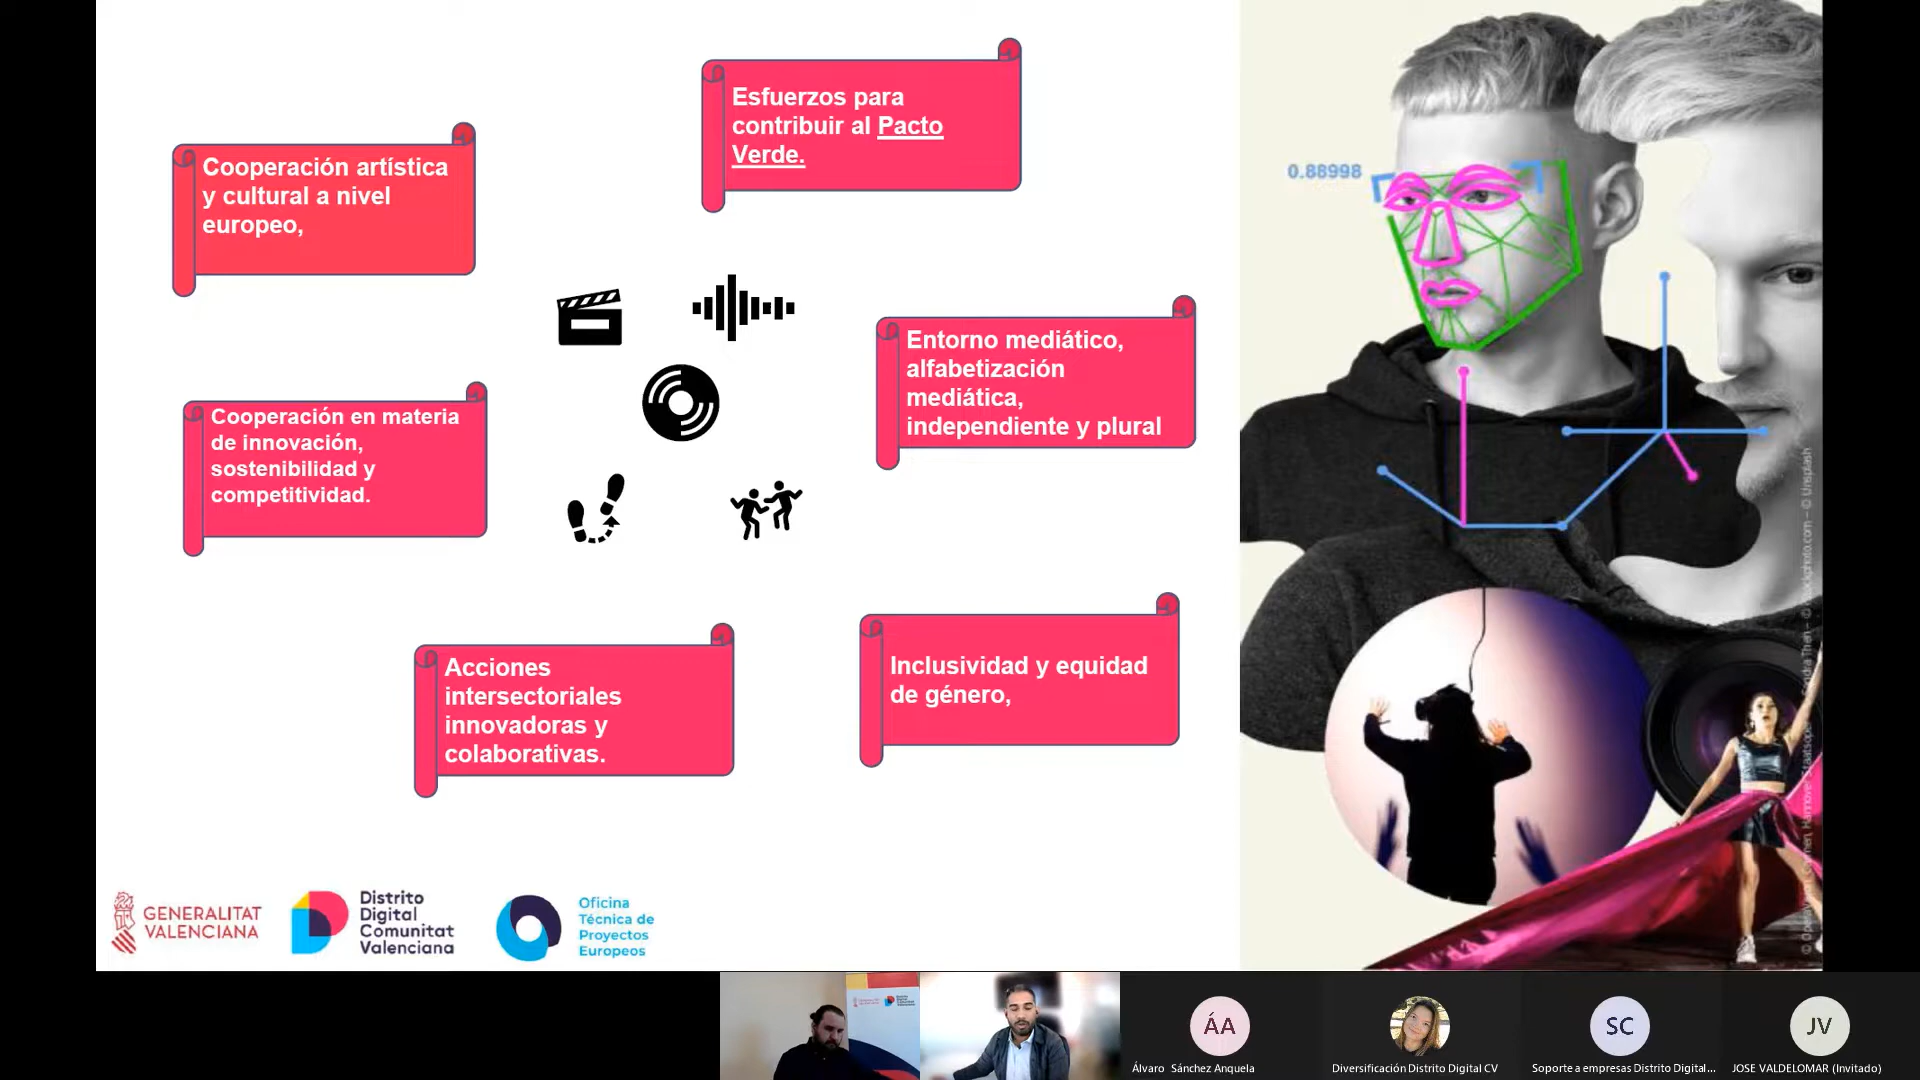 Esfuerzos para
contribuir al Pacto
Verde.
Cooperación artística
y cultural a nivel
europeo,
0.88998
Entorno mediático,
alfabetización
mediática,
independiente y plural
Cooperación en materia
de innovación,
sostenibilidad y
competitividad.
Acciones
intersectoriales
innovadoras y
colaborativas.
Inclusividad y equidad
de género,
GENERALITAT
VALENCIANA
Distrito
Digital
Comunitat
Valenciana
Oficina
Técnica de
Proyectos
Europeos
ÁA
SC
JV
Álvaro Sánchez Anquela
Diversificación Distrito Digital CV
Soporte a empresas Distrito Digital...
JOSE VALDELOMAR (Invitado)